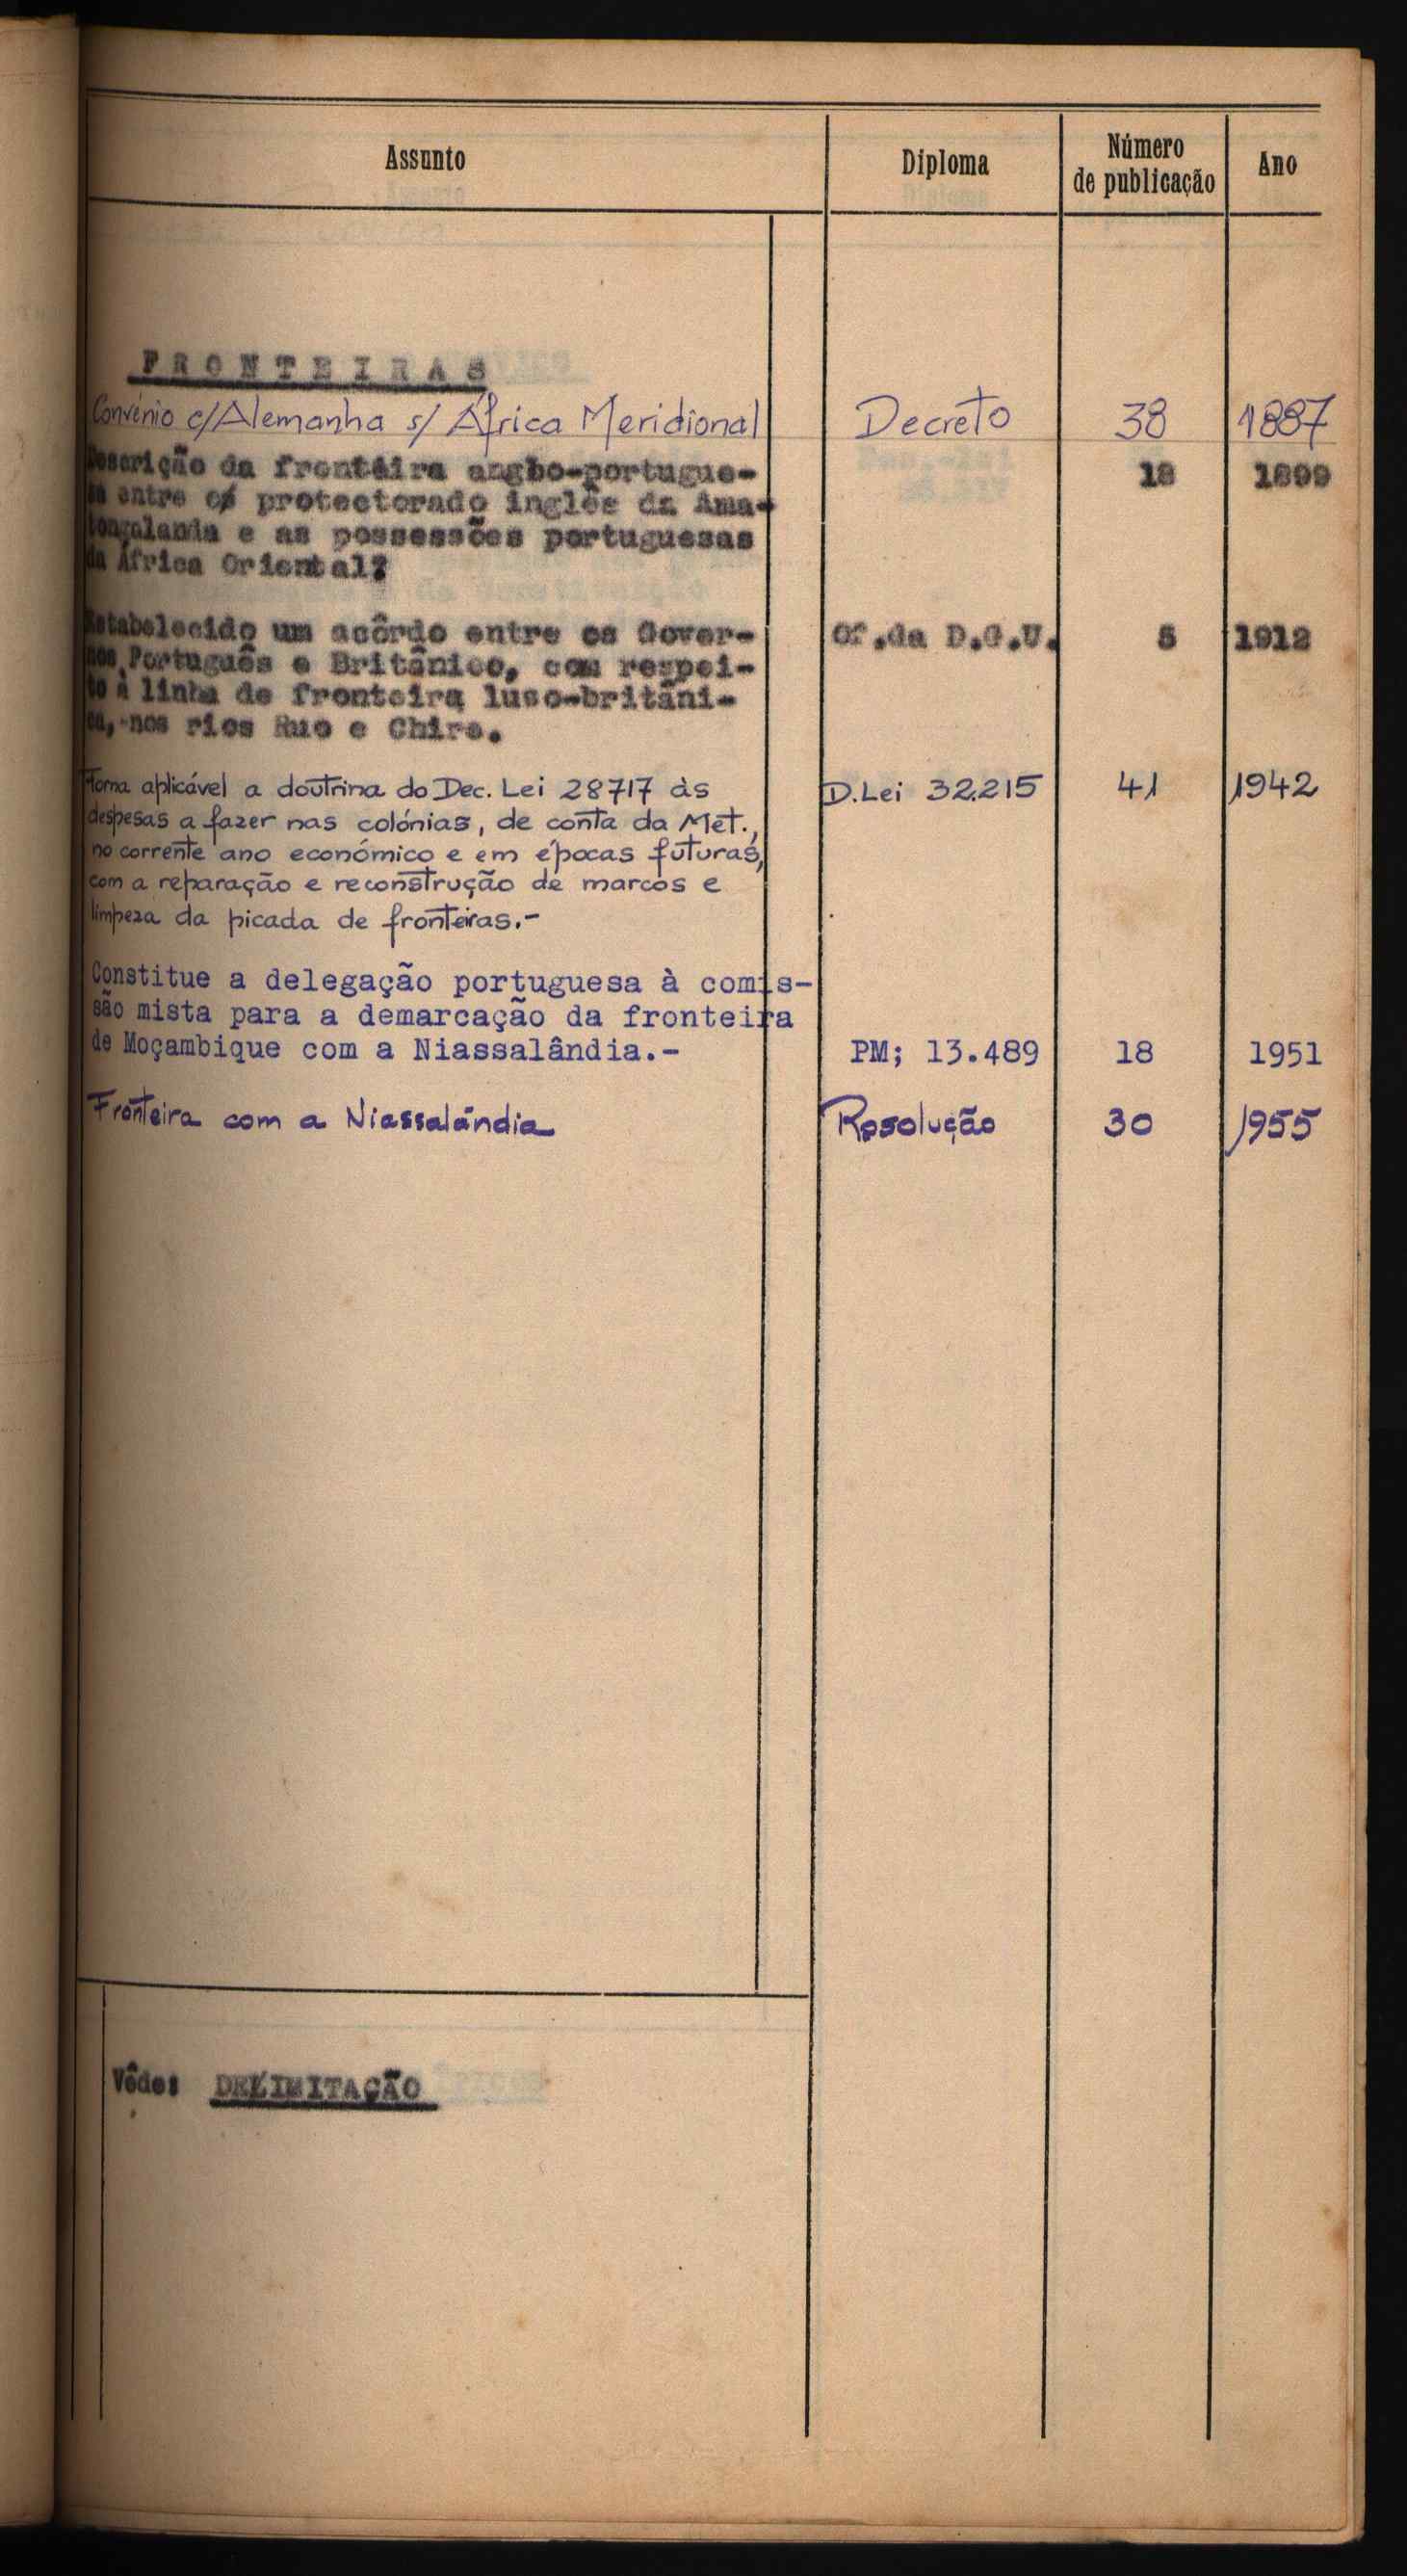 Assunto Diploma Número de publicação Ano
FRONTEIRAS
Convénio c/Alemanha s/ África Meridional Decreto 38 1887
Descrição da fronteira anglo-portugue- 18 1899
sa entre o protectorado inglês da Ama-
tongalanda e as possessões portuguesas
da África Oriental
Estabelecido um acôrdo entre os Gover- Of.da D.G.U. 5 1912
nos Português e Britânico, com respei-
to à linha de fronteira luso-britâni-
ca, nos rios Ruo e Chire.
Torna aplicável a doutrina do Dec. Lei 28717 às D.Lei 32.215 41 1942
despesas a fazer nas colónias, de conta da Met.,
no corrente ano económico e em épocas futuras,
com a reparação e reconstrução de marcos e
limpeza da picada de fronteiras.-
Constitue a delegação portuguesa à comis-
são mista para a demarcação da fronteira
de Moçambique com a Niassalândia.- PM; 13.489 18 1951
Fronteira com a Niassalândia Resolução 30 1955
Vêde: DELIMITAÇÃO